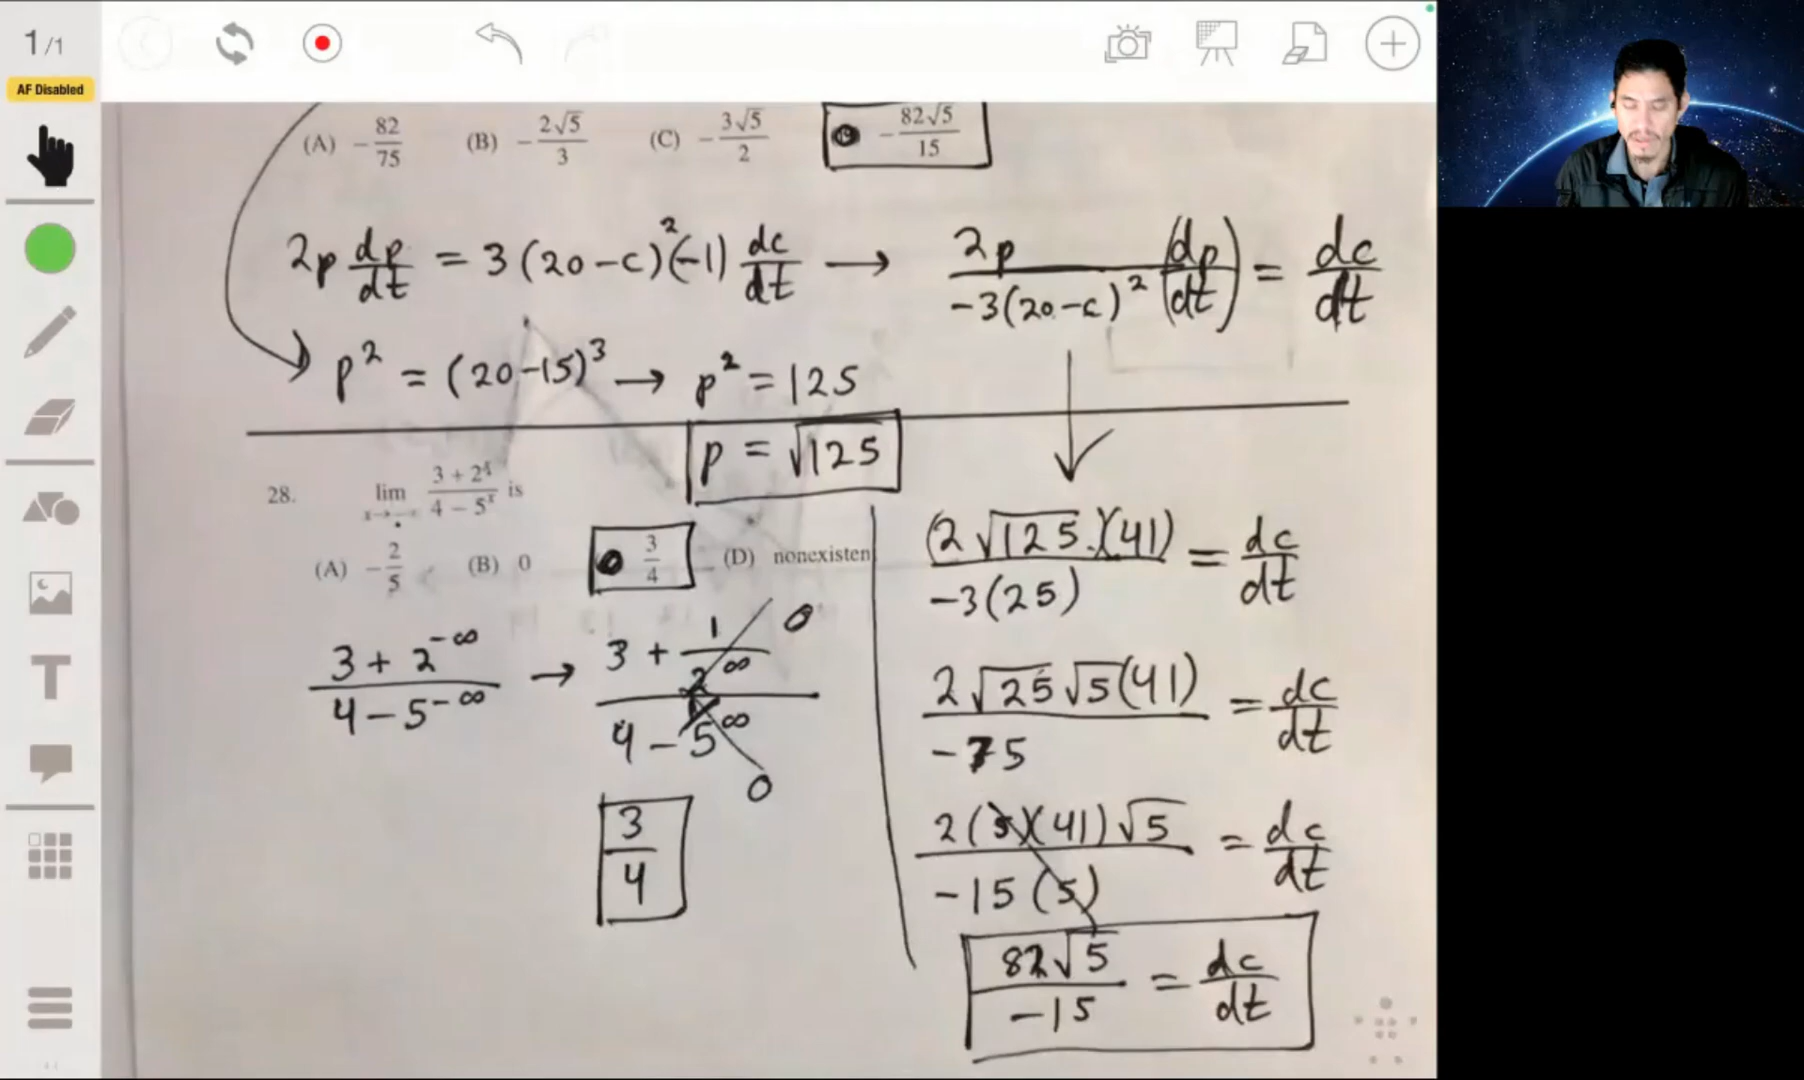 1/1
AF Disabled
(A) -82/75 (B) -2√5/3 (C) -3√5/2 -82√5/15
2p dp/dt = 3(20-c)²(-1) dc/dt → 2p/-3(20-c)² (dp/dt) = dc/dt
p² = (20-15)³ → p² = 125
p = √125
28. lim 3 + 2ˣ/4 - 5ˣ is
(A) -2/5 (B) 0 3/4 (D) nonexisten
3 + 2^-∞/4 - 5^-∞ → 3 + 1/2^∞ 0
4 - 5^∞ 0
3/4
(2√125)(41)/-3(25) = dc/dt
2√25√5(41)/-75 = dc/dt
2(5)(41)√5/-15(5) = dc/dt
82√5/-15 = dc/dt
T